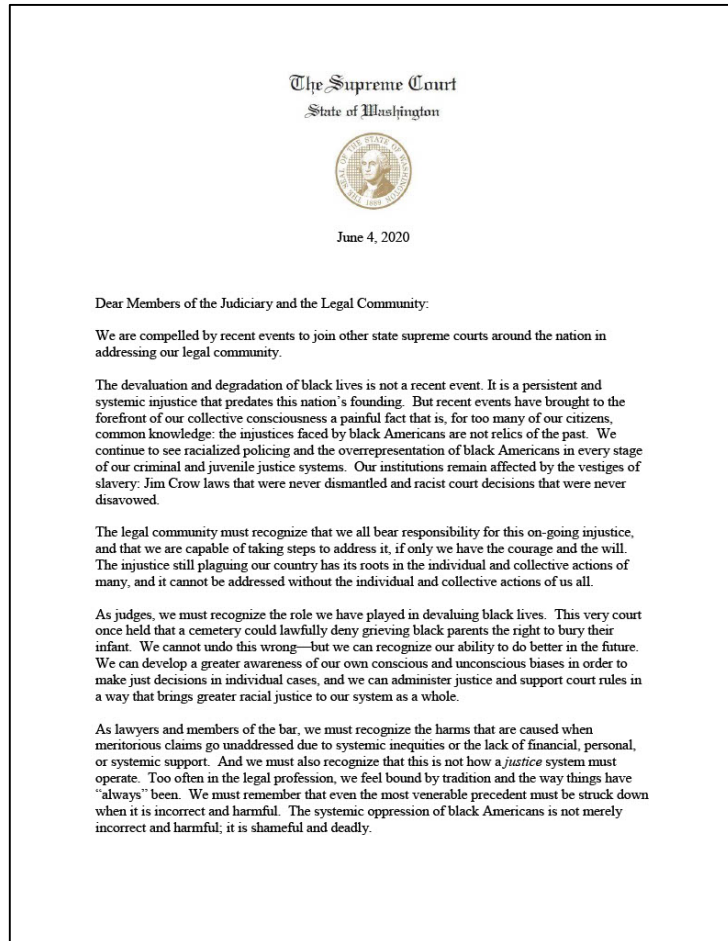 The Supreme Court
State of Washington
THE SEAL OF THE STATE OF WASHINGTON
1889
June 4, 2020
Dear Members of the Judiciary and the Legal Community:
We are compelled by recent events to join other state supreme courts around the nation in
addressing our legal community.
The devaluation and degradation of black lives is not a recent event. It is a persistent and
systemic injustice that predates this nation’s founding.  But recent events have brought to the
forefront of our collective consciousness a painful fact that is, for too many of our citizens,
common knowledge: the injustices faced by black Americans are not relics of the past.  We
continue to see racialized policing and the overrepresentation of black Americans in every stage
of our criminal and juvenile justice systems.  Our institutions remain affected by the vestiges of
slavery: Jim Crow laws that were never dismantled and racist court decisions that were never
disavowed.
The legal community must recognize that we all bear responsibility for this on-going injustice,
and that we are capable of taking steps to address it, if only we have the courage and the will.
The injustice still plaguing our country has its roots in the individual and collective actions of
many, and it cannot be addressed without the individual and collective actions of us all.
As judges, we must recognize the role we have played in devaluing black lives.  This very court
once held that a cemetery could lawfully deny grieving black parents the right to bury their
infant.  We cannot undo this wrong—but we can recognize our ability to do better in the future.
We can develop a greater awareness of our own conscious and unconscious biases in order to
make just decisions in individual cases, and we can administer justice and support court rules in
a way that brings greater racial justice to our system as a whole.
As lawyers and members of the bar, we must recognize the harms that are caused when
meritorious claims go unaddressed due to systemic inequities or the lack of financial, personal,
or systemic support.  And we must also recognize that this is not how a justice system must
operate.  Too often in the legal profession, we feel bound by tradition and the way things have
“always” been.  We must remember that even the most venerable precedent must be struck down
when it is incorrect and harmful.  The systemic oppression of black Americans is not merely
incorrect and harmful; it is shameful and deadly.